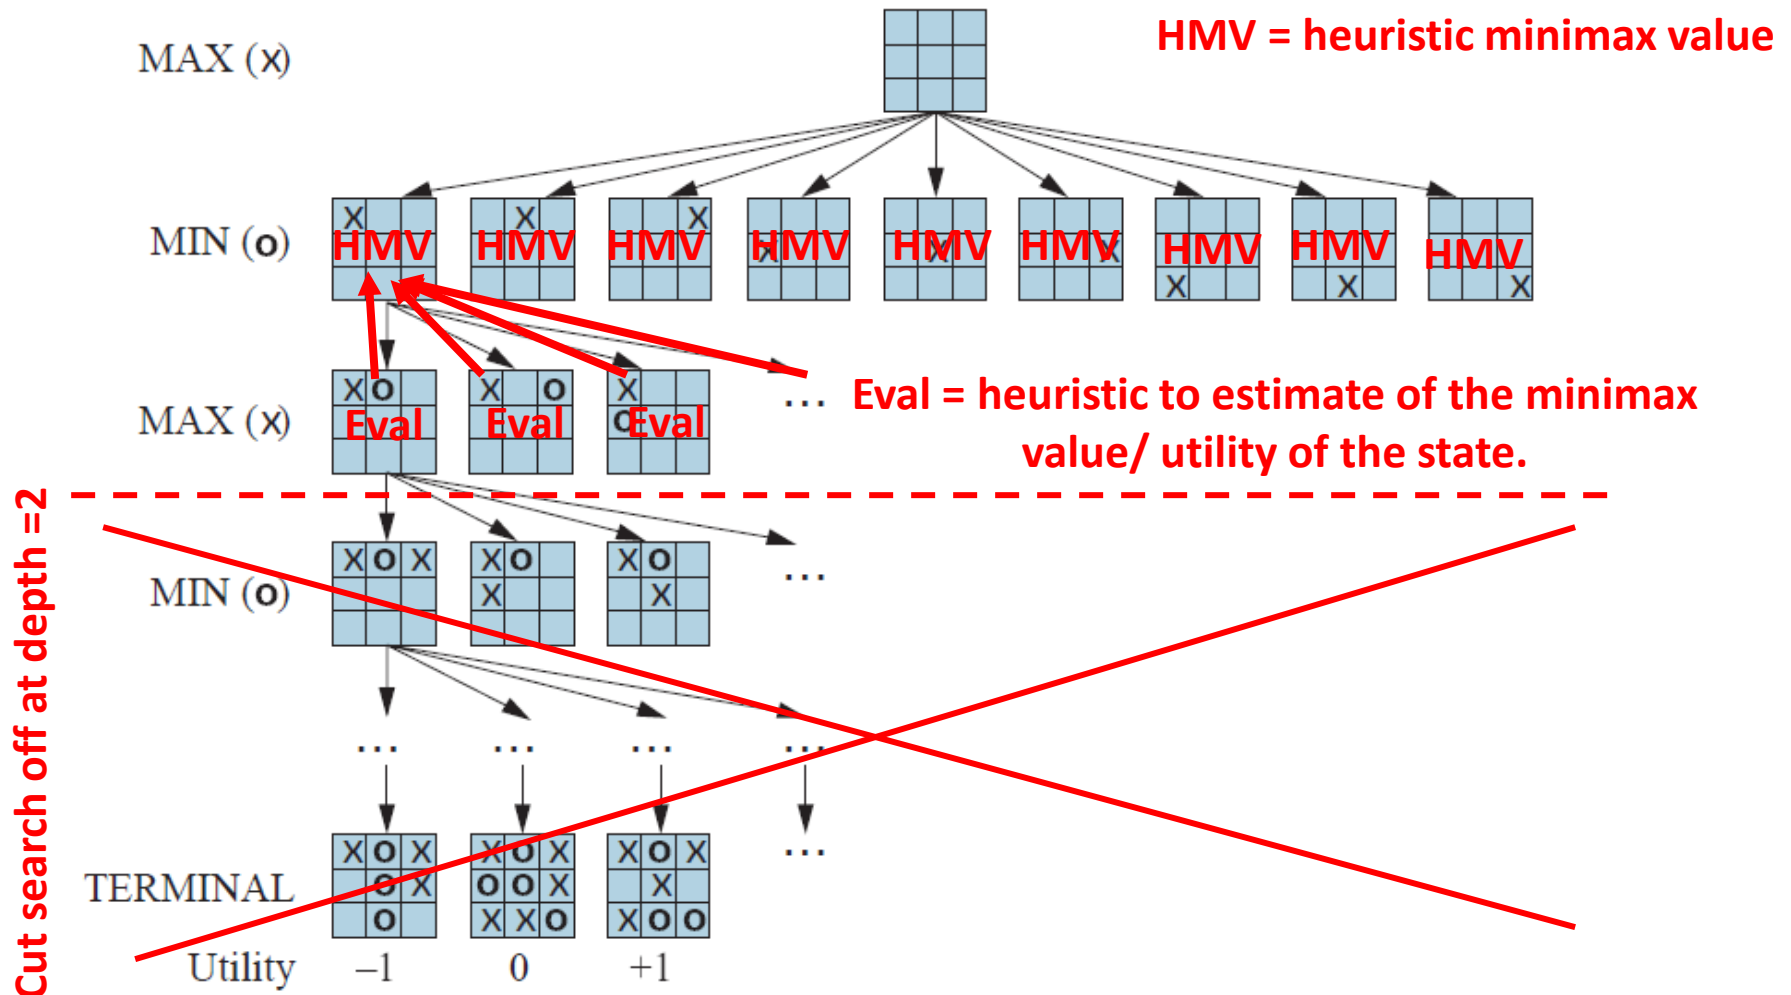 HMV = heuristic minimax value
MAX (x)
X X X X X X X X X
MIN (o)
HMV HMV HMV HMV HMV HMV HMV HMV HMV
X O X O X O
MAX (x)
Eval Eval Eval
...
Eval = heuristic to estimate of the minimax
value/ utility of the state.
Cut search off at depth =2
X O X X O X O
MIN (o)
X X
...
... ... ... ...
X O X X O X X O X
TERMINAL
O X O O X X
O X X O X O O
...
Utility –1 0 +1